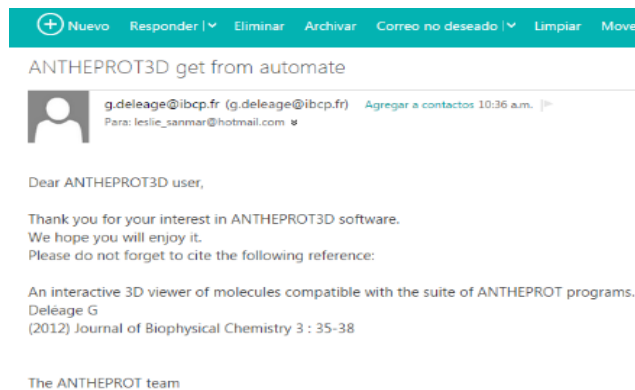 Nuevo Responder | Eliminar Archivar Correo no deseado | Limpiar Move
ANTHEPROT3D get from automate
g.deleage@ibcp.fr (g.deleage@ibcp.fr) Agregar a contactos 10:36 a.m.
Para: leslie_sanmar@hotmail.com
Dear ANTHEPROT3D user,
Thank you for your interest in ANTHEPROT3D software.
We hope you will enjoy it.
Please do not forget to cite the following reference:
An interactive 3D viewer of molecules compatible with the suite of ANTHEPROT programs.
Deléage G
(2012) Journal of Biophysical Chemistry 3 : 35-38
The ANTHEPROT team